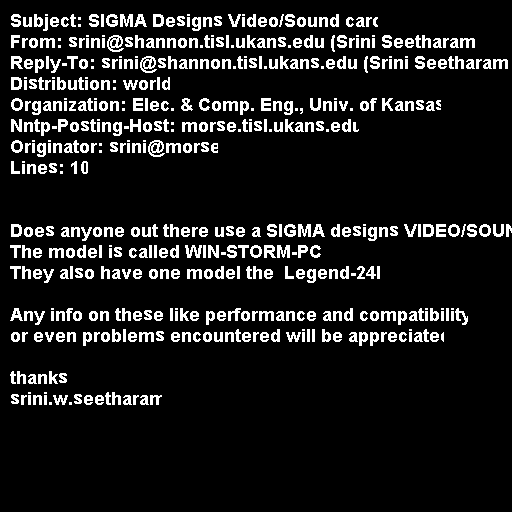 Subject: SIGMA Designs Video/Sound card
From: srini@shannon.tisl.ukans.edu (Srini Seetharam
Reply-To: srini@shannon.tisl.ukans.edu (Srini Seetharam
Distribution: world
Organization: Elec. & Comp. Eng., Univ. of Kansas
Nntp-Posting-Host: morse.tisl.ukans.edu
Originator: srini@morse
Lines: 10
Does anyone out there use a SIGMA designs VIDEO/SOUN
The model is called WIN-STORM-PC
They also have one model the Legend-24l
Any info on these like performance and compatibility
or even problems encountered will be appreciated
thanks
srini.w.seetharam